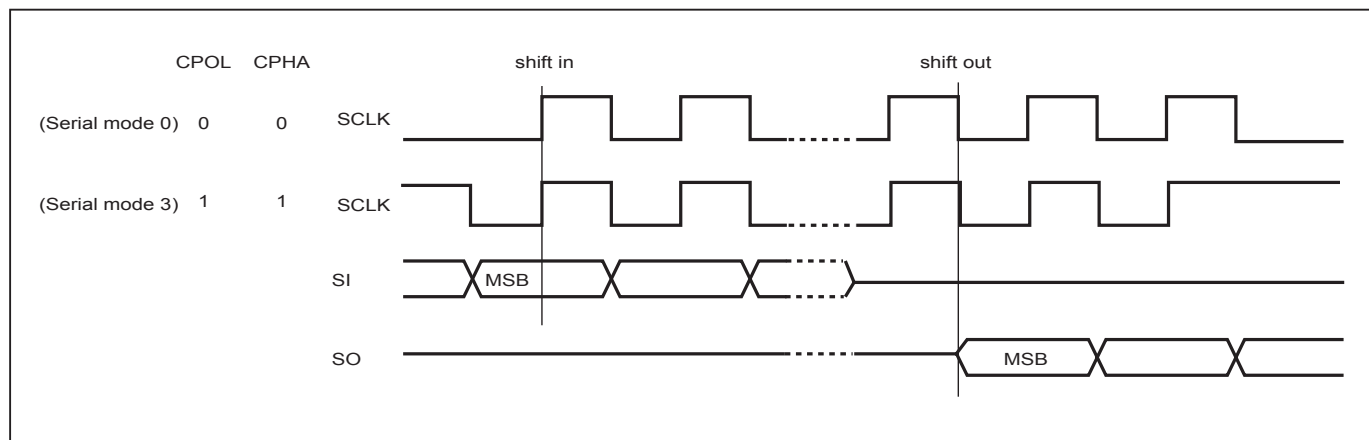 CPOL CPHA shift in shift out
(Serial mode 0) 0 0 SCLK
(Serial mode 3) 1 1 SCLK
SI MSB
SO MSB